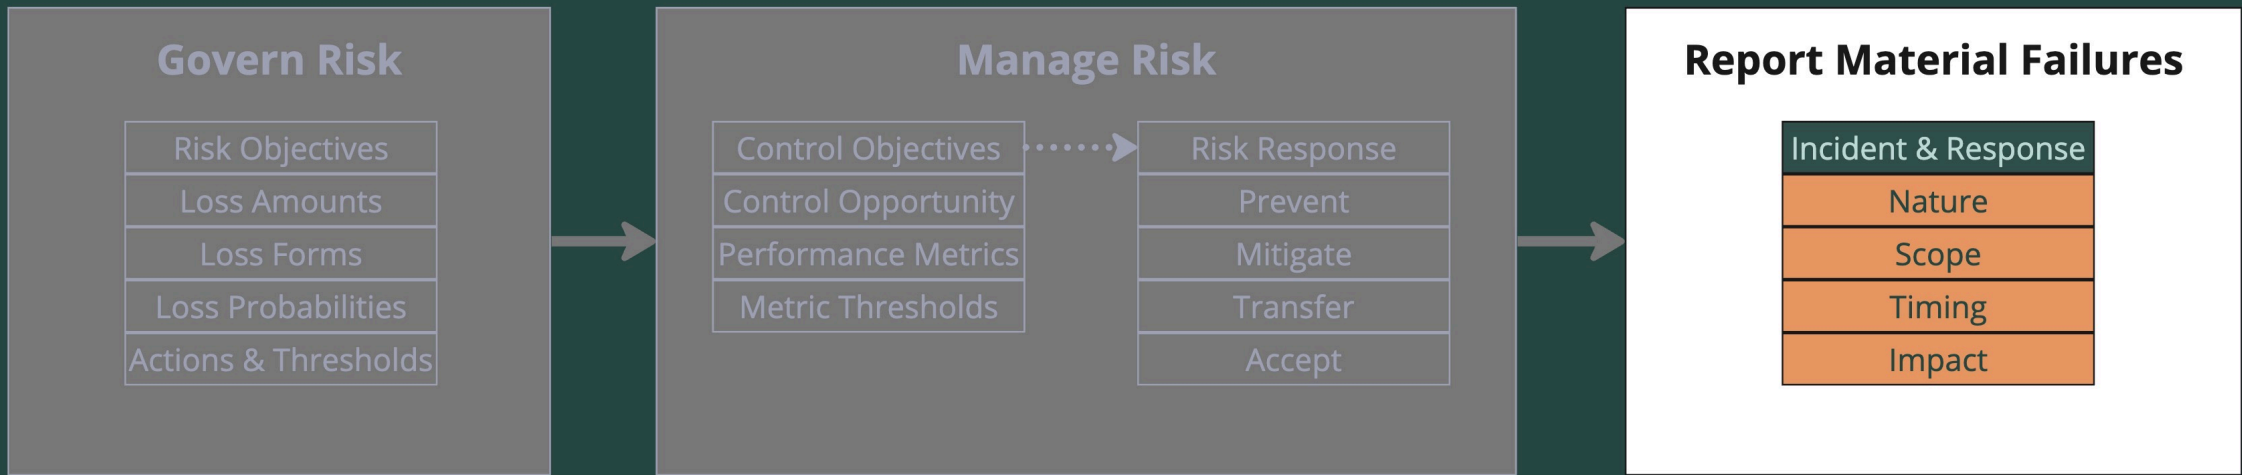 Govern Risk
Risk Objectives
Loss Amounts
Loss Forms
Loss Probabilities
Actions & Thresholds
Manage Risk
Control Objectives
Control Opportunity
Performance Metrics
Metric Thresholds
Risk Response
Prevent
Mitigate
Transfer
Accept
Report Material Failures
Incident & Response
Nature
Scope
Timing
Impact